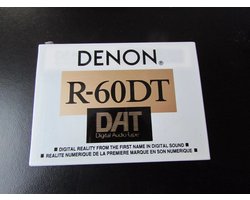 DENON®
R-60DT
DAT
Digital Audio Tape
■ DIGITAL REALITY FROM THE FIRST NAME IN DIGITAL SOUND ■
■ REALITE NUMERIQUE DE LA PREMIERE MARQUE EN SON NUMERIQUE ■